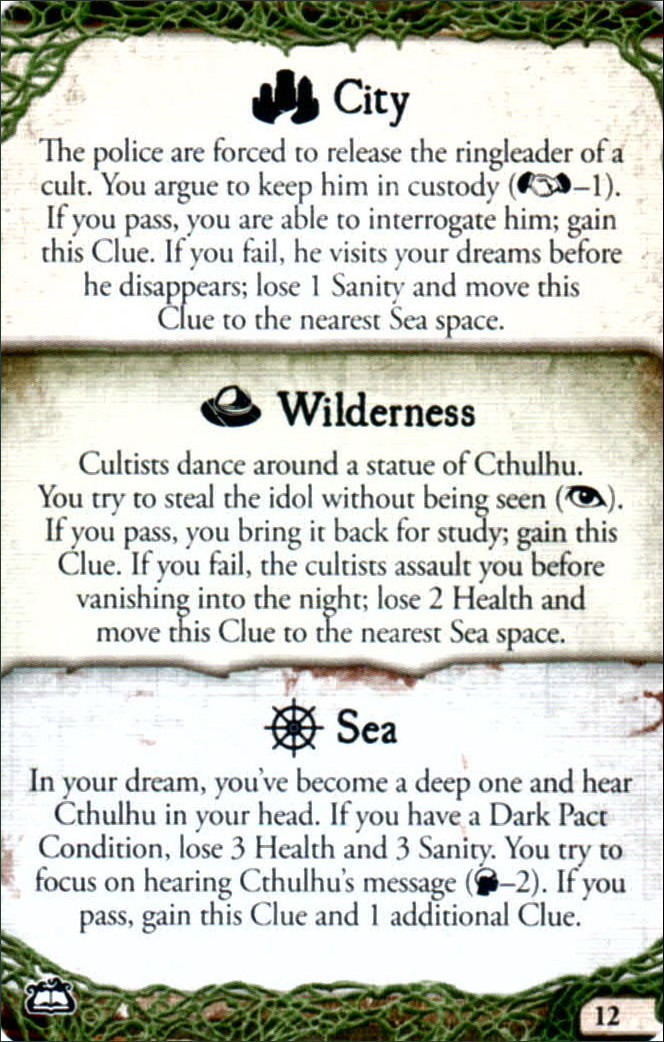 City
The police are forced to release the ringleader of a
cult. You argue to keep him in custody (–1).
If you pass, you are able to interrogate him; gain
this Clue. If you fail, he visits your dreams before
he disappears; lose 1 Sanity and move this
Clue to the nearest Sea space.
Wilderness
Cultists dance around a statue of Cthulhu.
You try to steal the idol without being seen ().
If you pass, you bring it back for study; gain this
Clue. If you fail, the cultists assault you before
vanishing into the night; lose 2 Health and
move this Clue to the nearest Sea space.
Sea
In your dream, you've become a deep one and hear
Cthulhu in your head. If you have a Dark Pact
Condition, lose 3 Health and 3 Sanity. You try to
focus on hearing Cthulhu's message (–2). If you
pass, gain this Clue and 1 additional Clue.
12